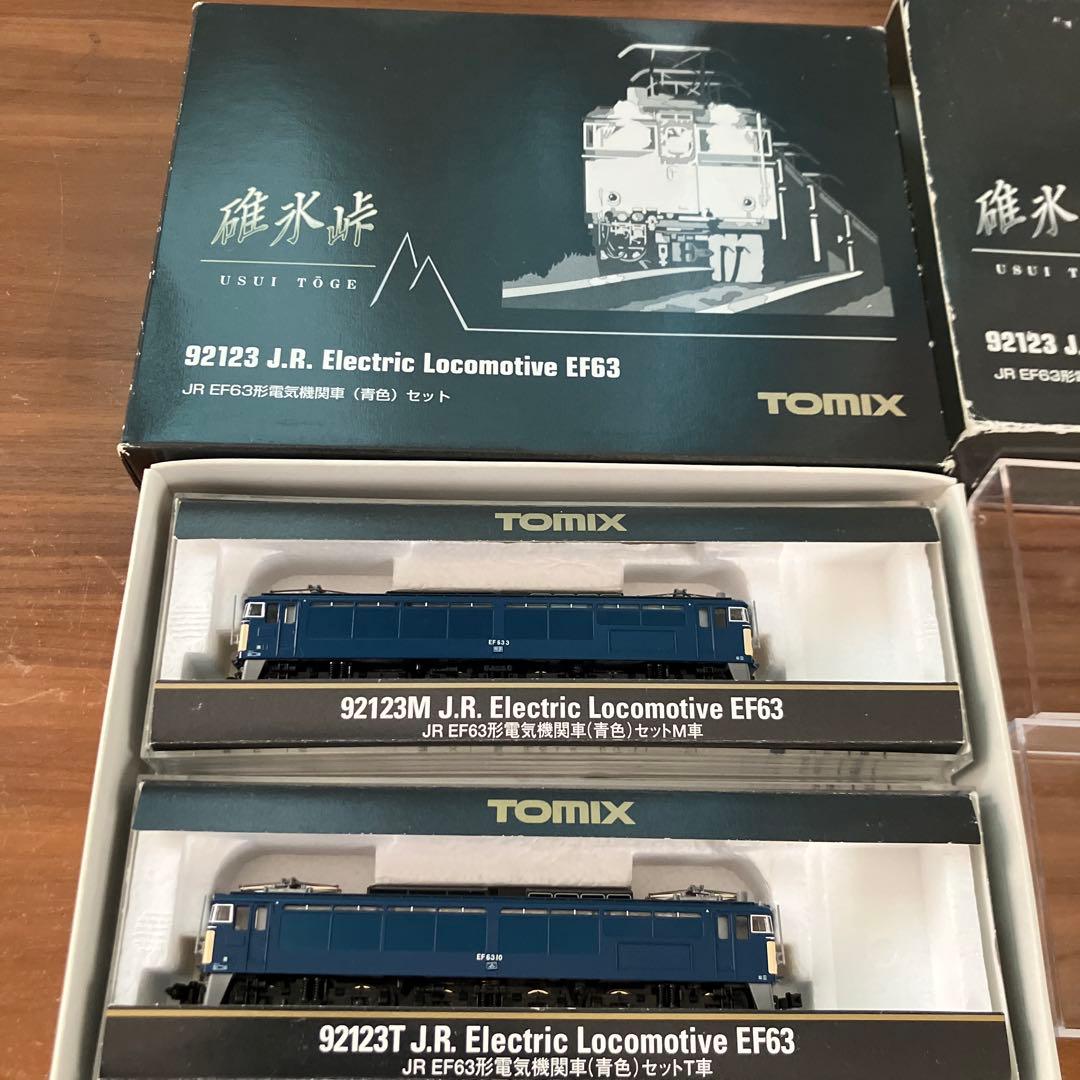 碓氷峠
USUI TŌGE
92123 J.R. Electric Locomotive EF63
JR EF63形電気機関車（青色）セット
TOMIX
碓氷
USUI T
92123 J.
JR EF63形
TOMIX
EF63 3
92123M J.R. Electric Locomotive EF63
JR EF63形電気機関車(青色)セットM車
TOMIX
EF63 10
92123T J.R. Electric Locomotive EF63
JR EF63形電気機関車(青色)セットT車